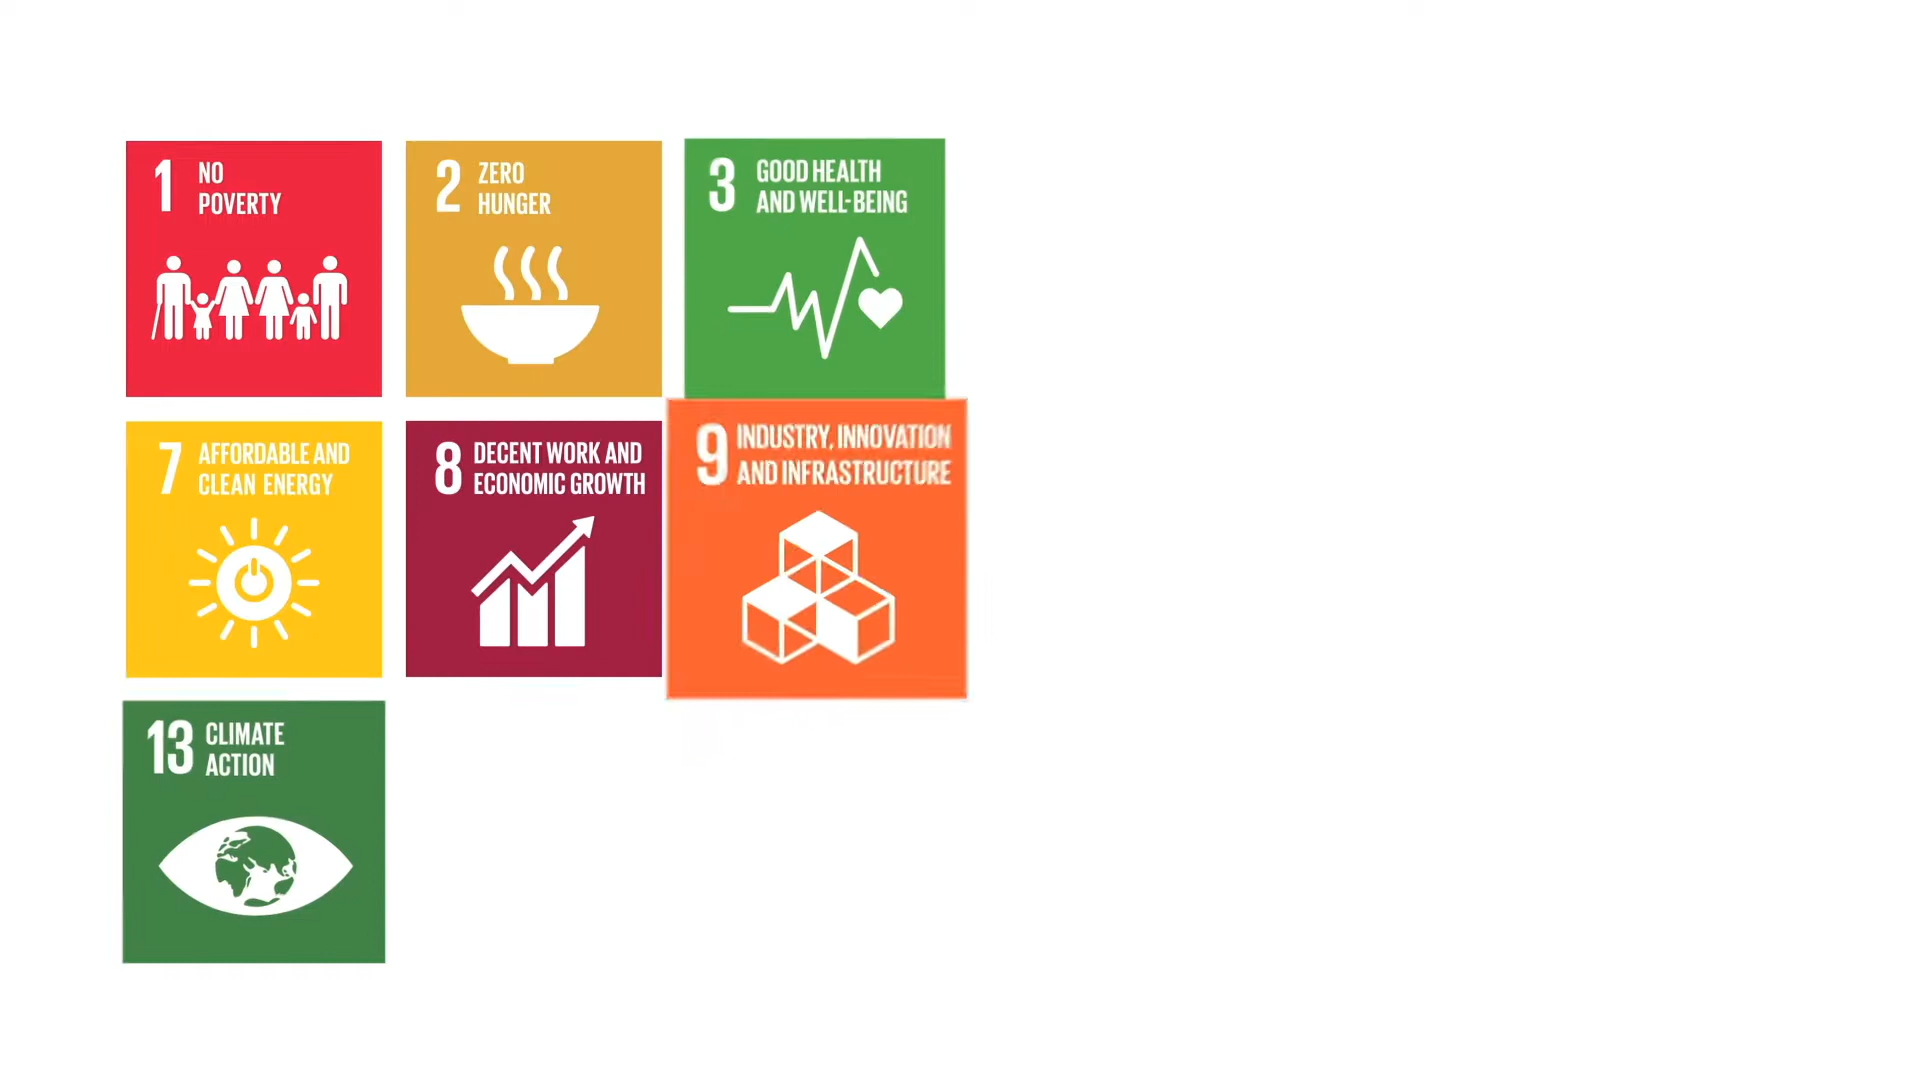 1 NO
POVERTY
2 ZERO
HUNGER
3 GOOD HEALTH
AND WELL-BEING
7 AFFORDABLE AND
CLEAN ENERGY
8 DECENT WORK AND
ECONOMIC GROWTH
9 INDUSTRY, INNOVATION
AND INFRASTRUCTURE
13 CLIMATE
ACTION